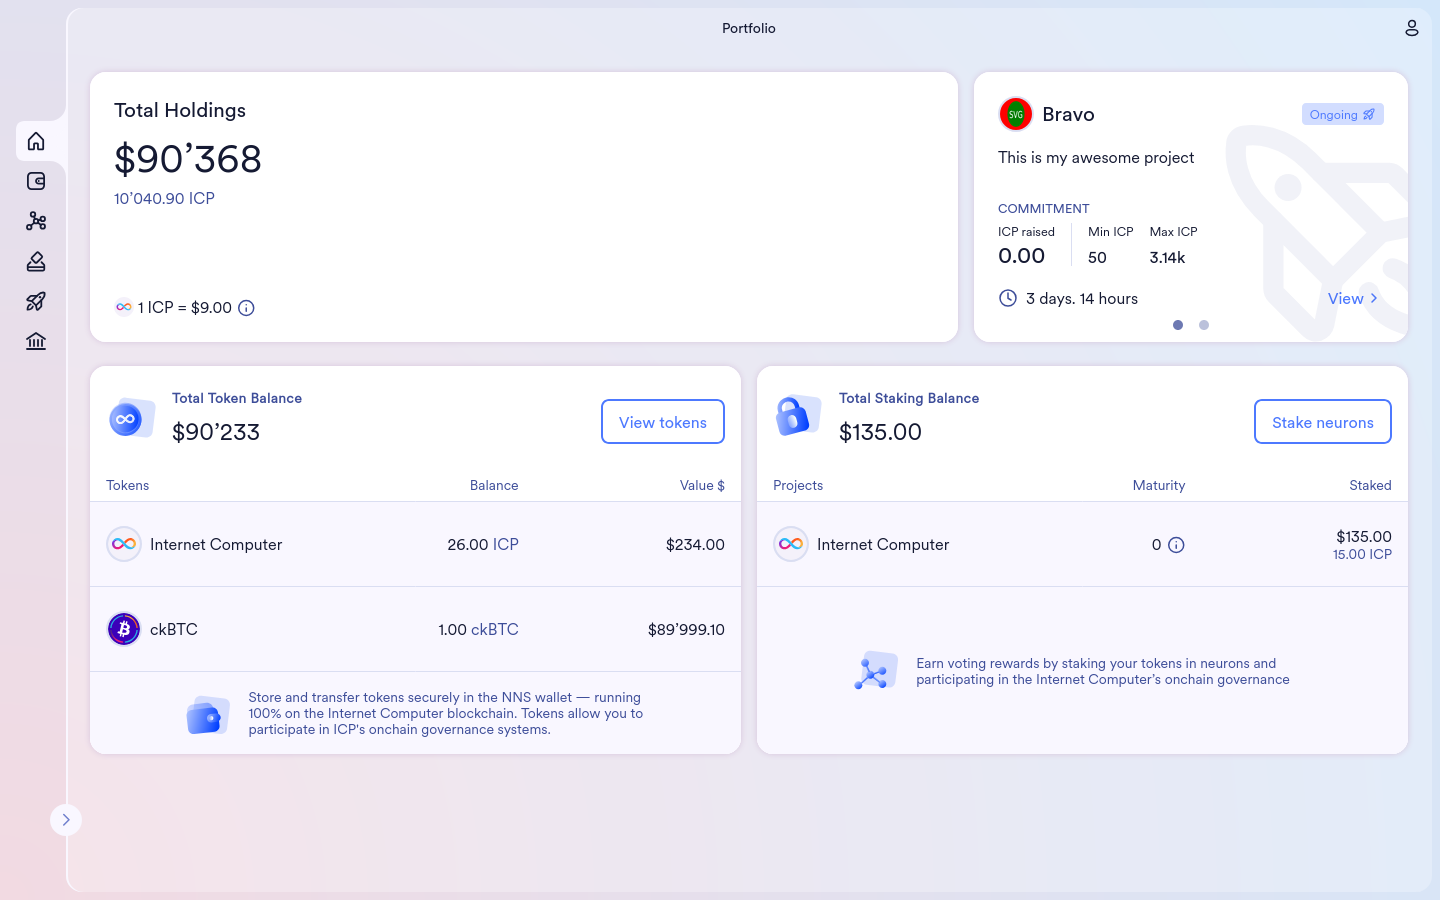 Portfolio
Total Holdings
$90’368
10’040.90 ICP
1 ICP = $9.00
SVG
Bravo
Ongoing
This is my awesome project
COMMITMENT
ICP raised
0.00
Min ICP
50
Max ICP
3.14k
3 days. 14 hours
View
Total Token Balance
$90’233
View tokens
Tokens Balance Value $
Internet Computer 26.00 ICP $234.00
ckBTC 1.00 ckBTC $89’999.10
Store and transfer tokens securely in the NNS wallet — running
100% on the Internet Computer blockchain. Tokens allow you to
participate in ICP's onchain governance systems.
Total Staking Balance
$135.00
Stake neurons
Projects Maturity Staked
Internet Computer 0 $135.00
15.00 ICP
Earn voting rewards by staking your tokens in neurons and
participating in the Internet Computer’s onchain governance